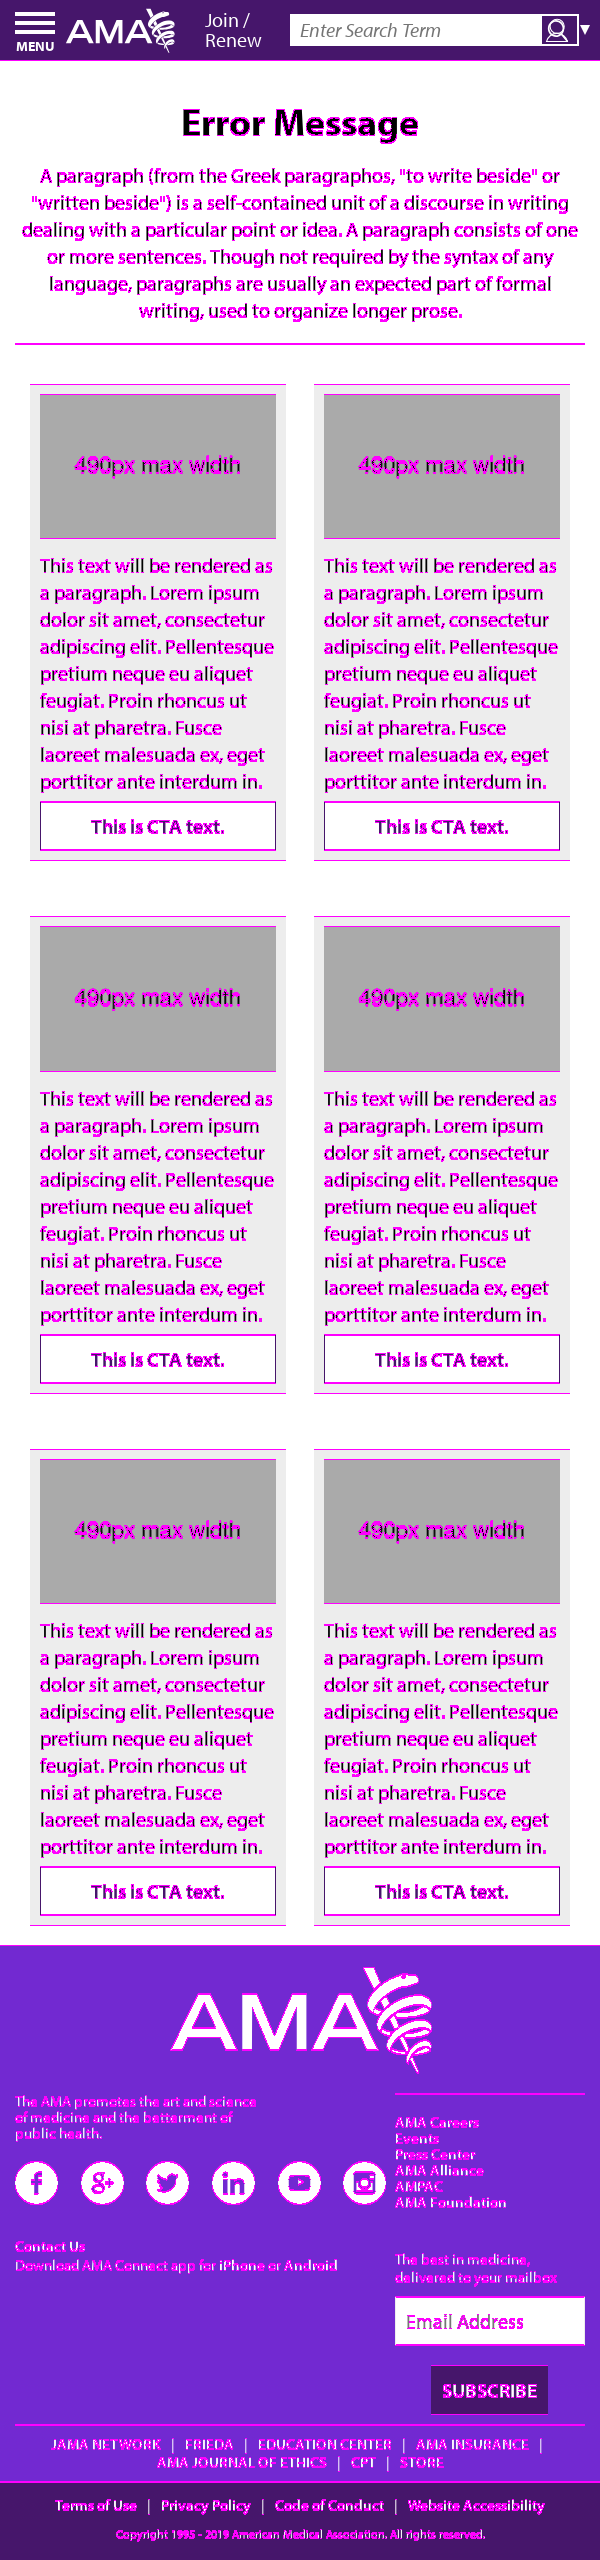 MENU
AMA
Join /
Renew
Enter Search Term
Error Message
A paragraph (from the Greek paragraphos, "to write beside" or
"written beside") is a self-contained unit of a discourse in writing
dealing with a particular point or idea. A paragraph consists of one
or more sentences. Though not required by the syntax of any
language, paragraphs are usually an expected part of formal
writing, used to organize longer prose.
490px max width
This text will be rendered as
a paragraph. Lorem ipsum
dolor sit amet, consectetur
adipiscing elit. Pellentesque
pretium neque eu aliquet
feugiat. Proin rhoncus ut
nisi at pharetra. Fusce
laoreet malesuada ex, eget
porttitor ante interdum in.
This is CTA text.
490px max width
This text will be rendered as
a paragraph. Lorem ipsum
dolor sit amet, consectetur
adipiscing elit. Pellentesque
pretium neque eu aliquet
feugiat. Proin rhoncus ut
nisi at pharetra. Fusce
laoreet malesuada ex, eget
porttitor ante interdum in.
This is CTA text.
490px max width
This text will be rendered as
a paragraph. Lorem ipsum
dolor sit amet, consectetur
adipiscing elit. Pellentesque
pretium neque eu aliquet
feugiat. Proin rhoncus ut
nisi at pharetra. Fusce
laoreet malesuada ex, eget
porttitor ante interdum in.
This is CTA text.
490px max width
This text will be rendered as
a paragraph. Lorem ipsum
dolor sit amet, consectetur
adipiscing elit. Pellentesque
pretium neque eu aliquet
feugiat. Proin rhoncus ut
nisi at pharetra. Fusce
laoreet malesuada ex, eget
porttitor ante interdum in.
This is CTA text.
490px max width
This text will be rendered as
a paragraph. Lorem ipsum
dolor sit amet, consectetur
adipiscing elit. Pellentesque
pretium neque eu aliquet
feugiat. Proin rhoncus ut
nisi at pharetra. Fusce
laoreet malesuada ex, eget
porttitor ante interdum in.
This is CTA text.
490px max width
This text will be rendered as
a paragraph. Lorem ipsum
dolor sit amet, consectetur
adipiscing elit. Pellentesque
pretium neque eu aliquet
feugiat. Proin rhoncus ut
nisi at pharetra. Fusce
laoreet malesuada ex, eget
porttitor ante interdum in.
This is CTA text.
AMA
The AMA promotes the art and science
of medicine and the betterment of
public health.
Contact Us
Download AMA Connect app for iPhone or Android
AMA Careers
Events
Press Center
AMA Alliance
AMPAC
AMA Foundation
The best in medicine,
delivered to your mailbox
Email Address
SUBSCRIBE
JAMA NETWORK | FRIEDA | EDUCATION CENTER | AMA INSURANCE |
AMA JOURNAL OF ETHICS | CPT | STORE
Terms of Use | Privacy Policy | Code of Conduct | Website Accessibility
Copyright 1995 - 2019 American Medical Association. All rights reserved.